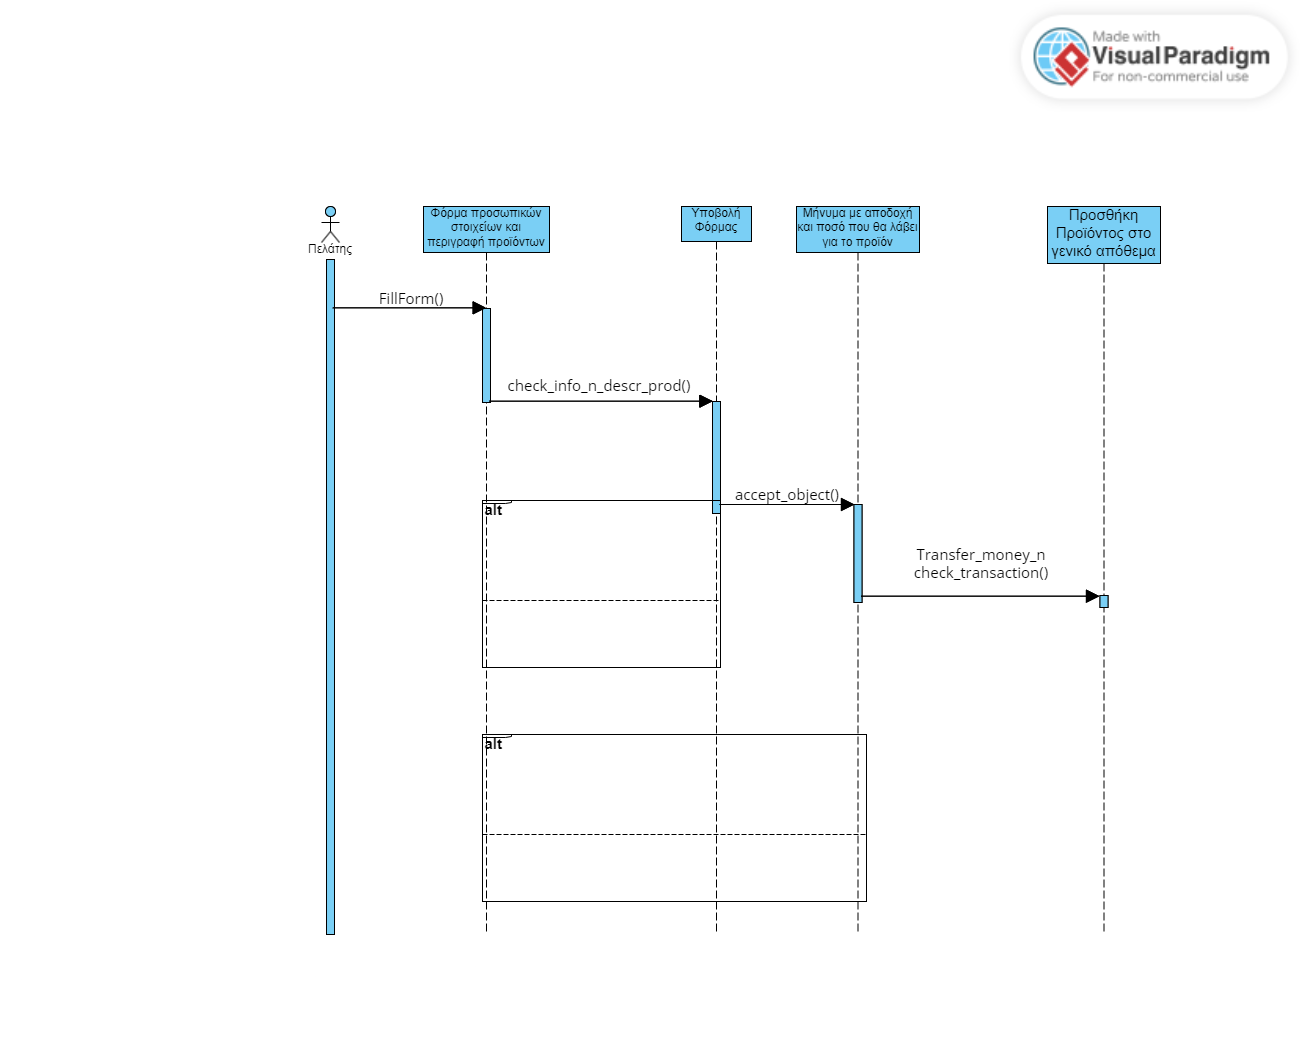 Made with
VisualParadigm
For non-commercial use
Πελάτης
Φόρμα προσωπικών
στοιχείων και
περιγραφή προϊόντων
Υποβολή
Φόρμας
Μήνυμα με αποδοχή
και ποσό που θα λάβει
για το προϊόν
Προσθήκη
Προϊόντος στο
γενικό απόθεμα
FillForm()
check_info_n_descr_prod()
accept_object()
alt
Transfer_money_n
check_transaction()
alt